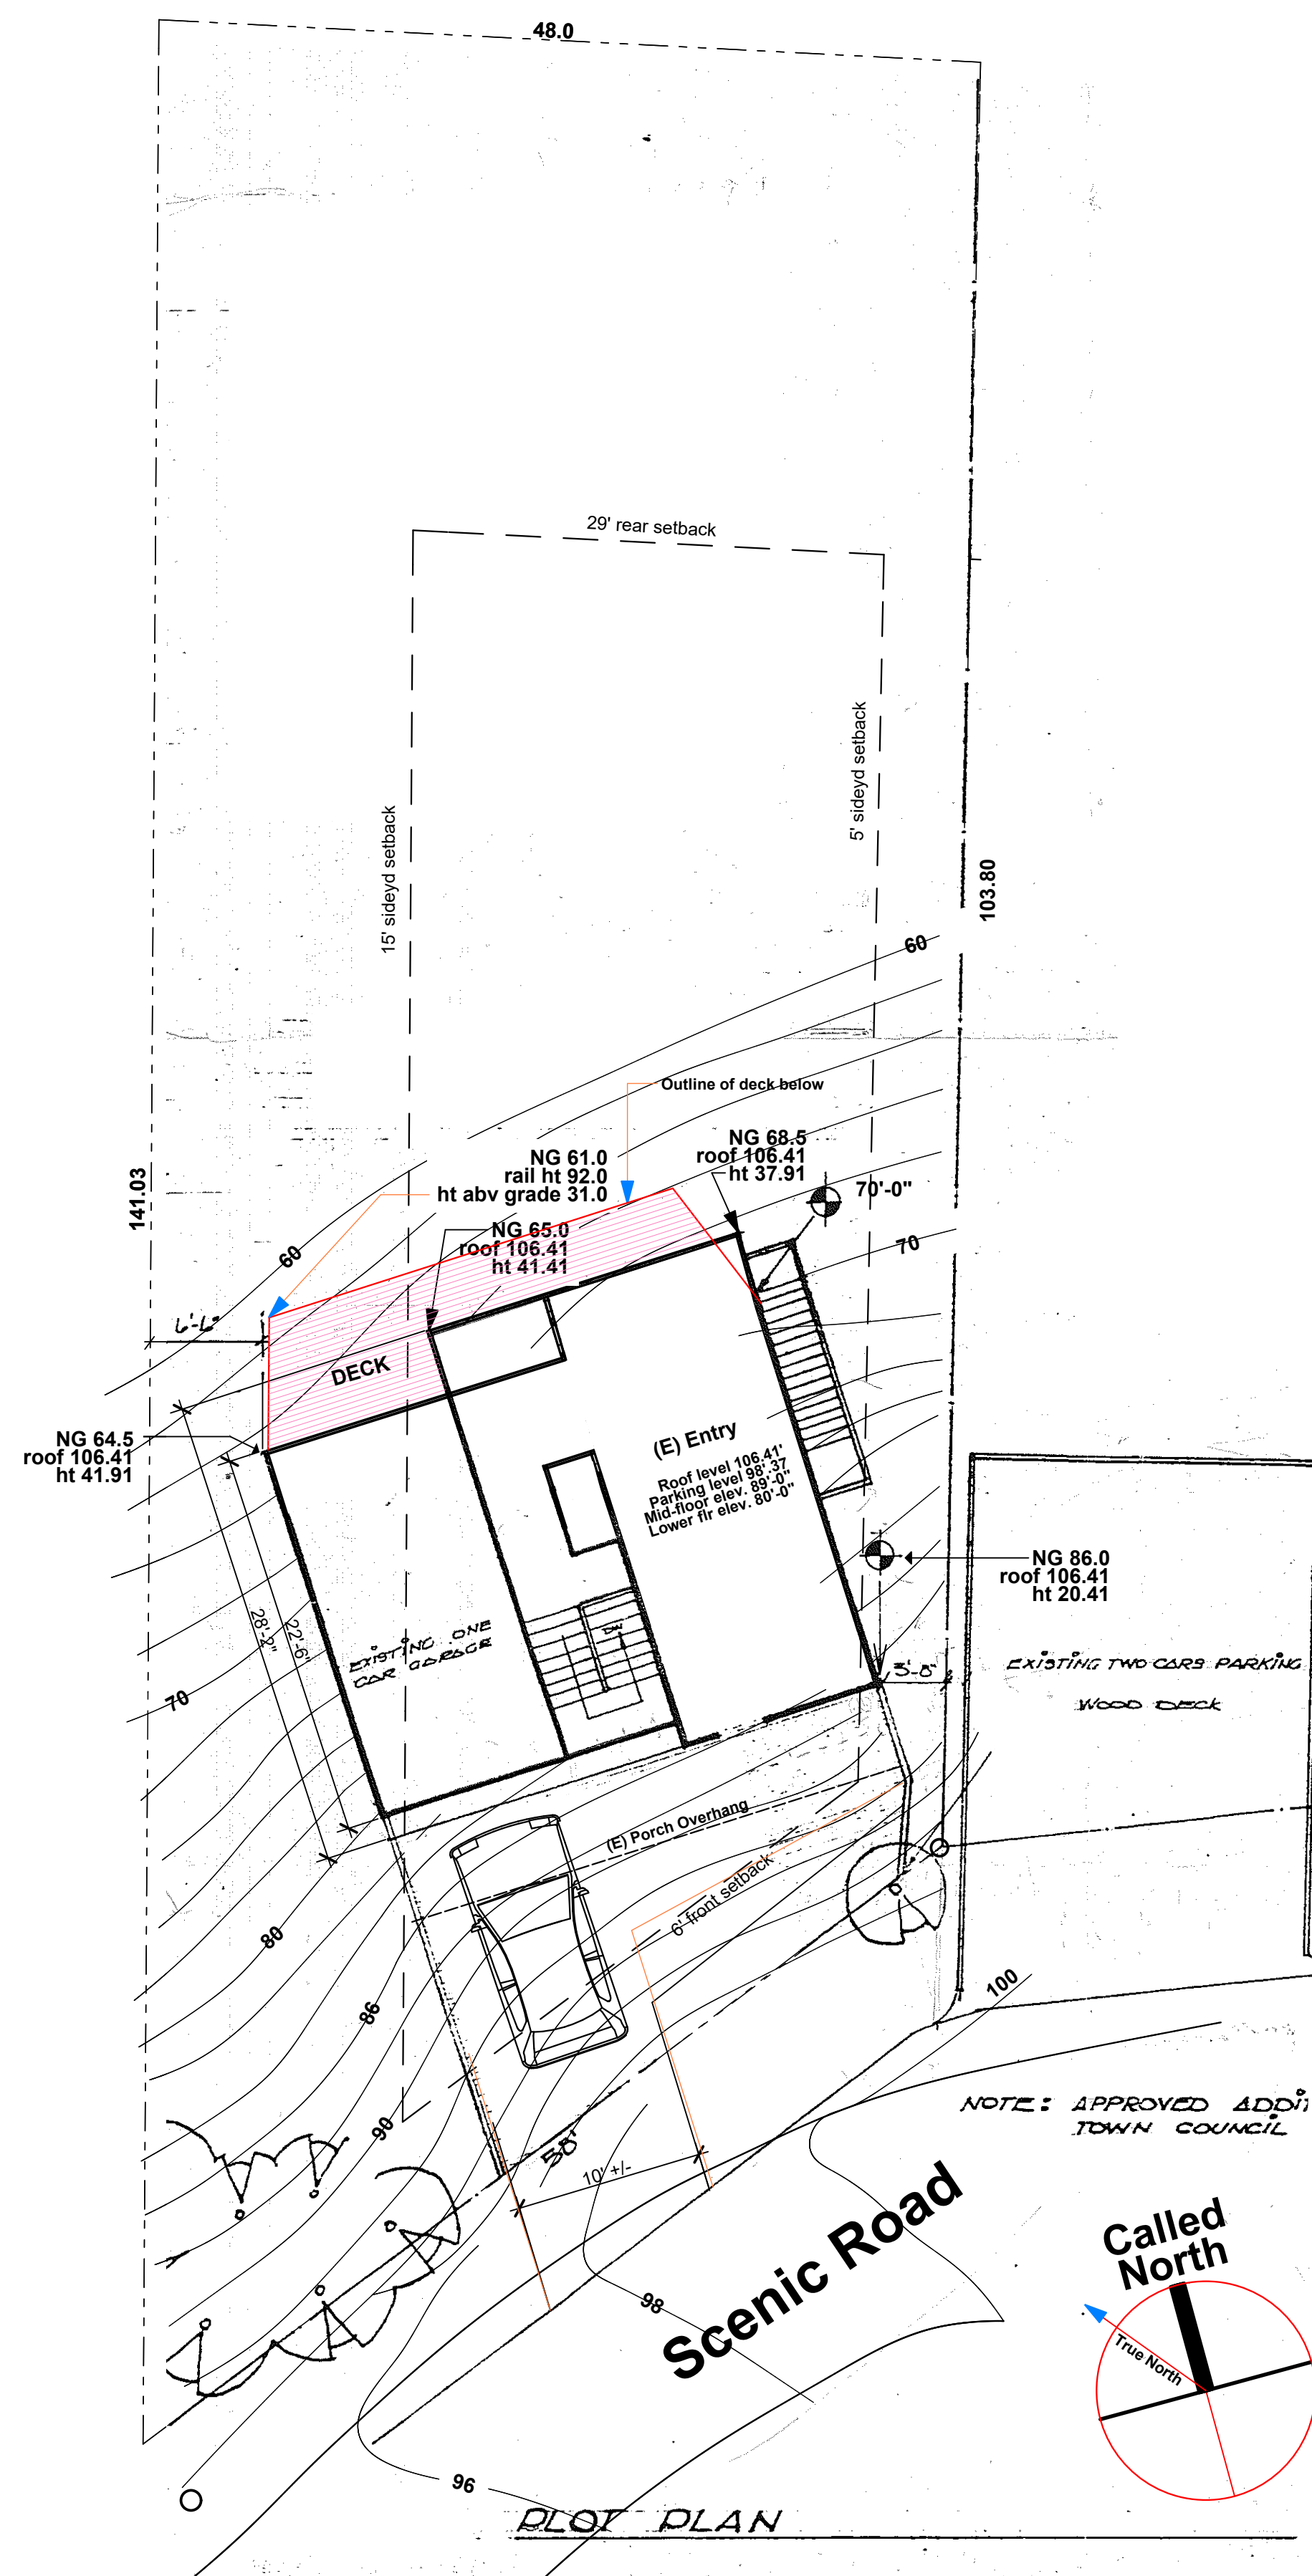 48.0
29' rear setback
15' sideyd setback
5' sideyd setback
103.80
60
Outline of deck below
NG 61.0
rail ht 92.0
ht abv grade 31.0
NG 68.5
roof 106.41
ht 37.91
70'-0"
141.03
NG 65.0
roof 106.41
ht 41.41
70
60
6'-6"
DECK
NG 64.5
roof 106.41
ht 41.91
(E) Entry
Roof level 106.41'
Parking level 98'.37
Mid-floor elev. 89'-0"
Lower flr elev. 80'-0"
NG 86.0
roof 106.41
ht 20.41
28'-2"
22'-6"
EXISTING ONE
CAR GARAGE
DN
3'-8"
EXISTING TWO CARS PARKING
WOOD DECK
70
(E) Porch Overhang
6' front setback
80
86
90
100
58'
10' +/-
NOTE: APPROVED ADDIT
TOWN COUNCIL
Scenic Road
98
Called
North
True North
96
PLOT PLAN